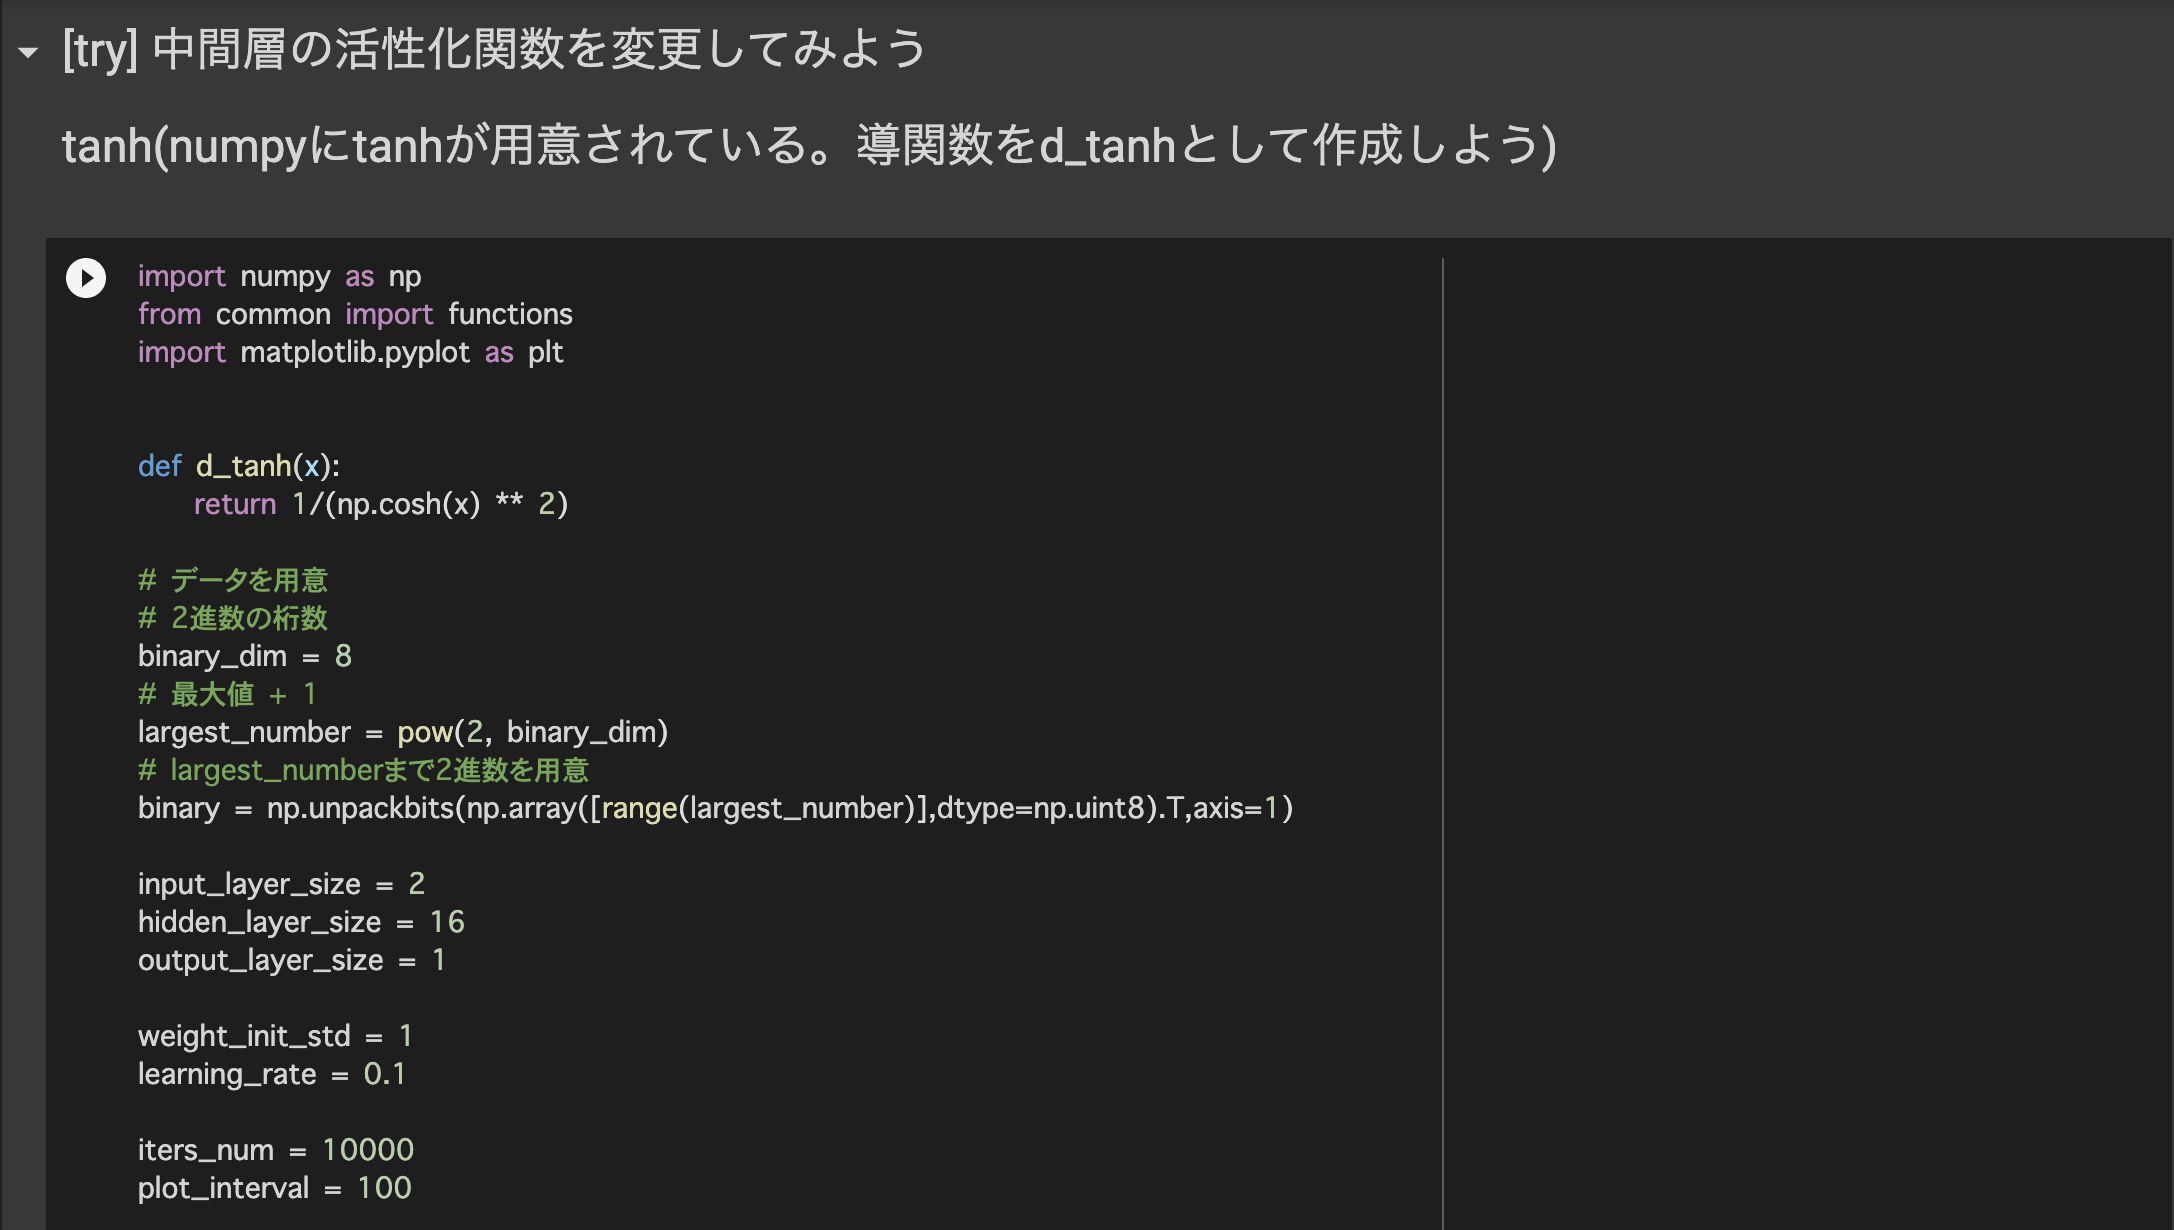 [try] 中間層の活性化関数を変更してみよう
tanh(numpyにtanhが用意されている。導関数をd_tanhとして作成しよう)
import numpy as np
from common import functions
import matplotlib.pyplot as plt
def d_tanh(x):
    return 1/(np.cosh(x) ** 2)
# データを用意
# 2進数の桁数
binary_dim = 8
# 最大値 + 1
largest_number = pow(2, binary_dim)
# largest_numberまで2進数を用意
binary = np.unpackbits(np.array([range(largest_number)],dtype=np.uint8).T,axis=1)
input_layer_size = 2
hidden_layer_size = 16
output_layer_size = 1
weight_init_std = 1
learning_rate = 0.1
iters_num = 10000
plot_interval = 100